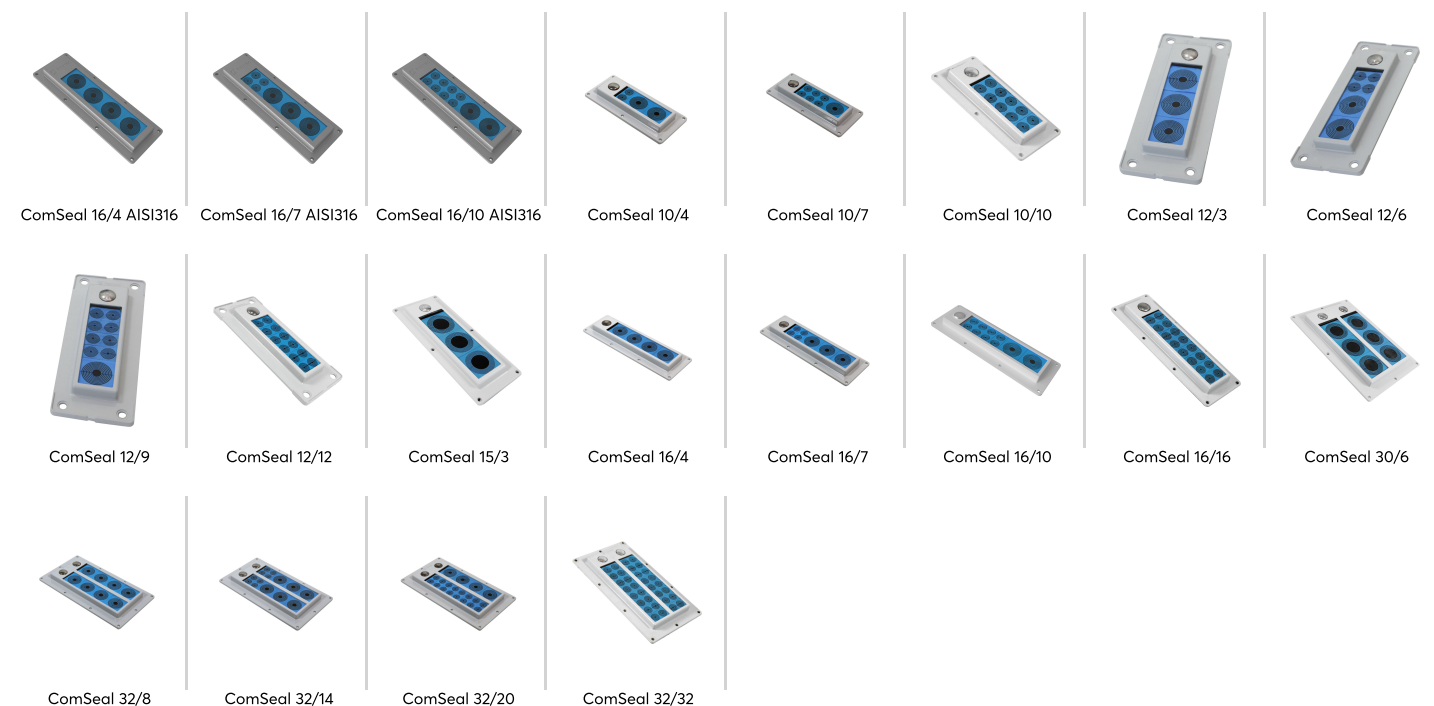 ComSeal 16/4 AISI316
ComSeal 16/7 AISI316
ComSeal 16/10 AISI316
ComSeal 10/4
ComSeal 10/7
ComSeal 10/10
ComSeal 12/3
ComSeal 12/6
ComSeal 12/9
ComSeal 12/12
ComSeal 15/3
ComSeal 16/4
ComSeal 16/7
ComSeal 16/10
ComSeal 16/16
ComSeal 30/6
ComSeal 32/8
ComSeal 32/14
ComSeal 32/20
ComSeal 32/32